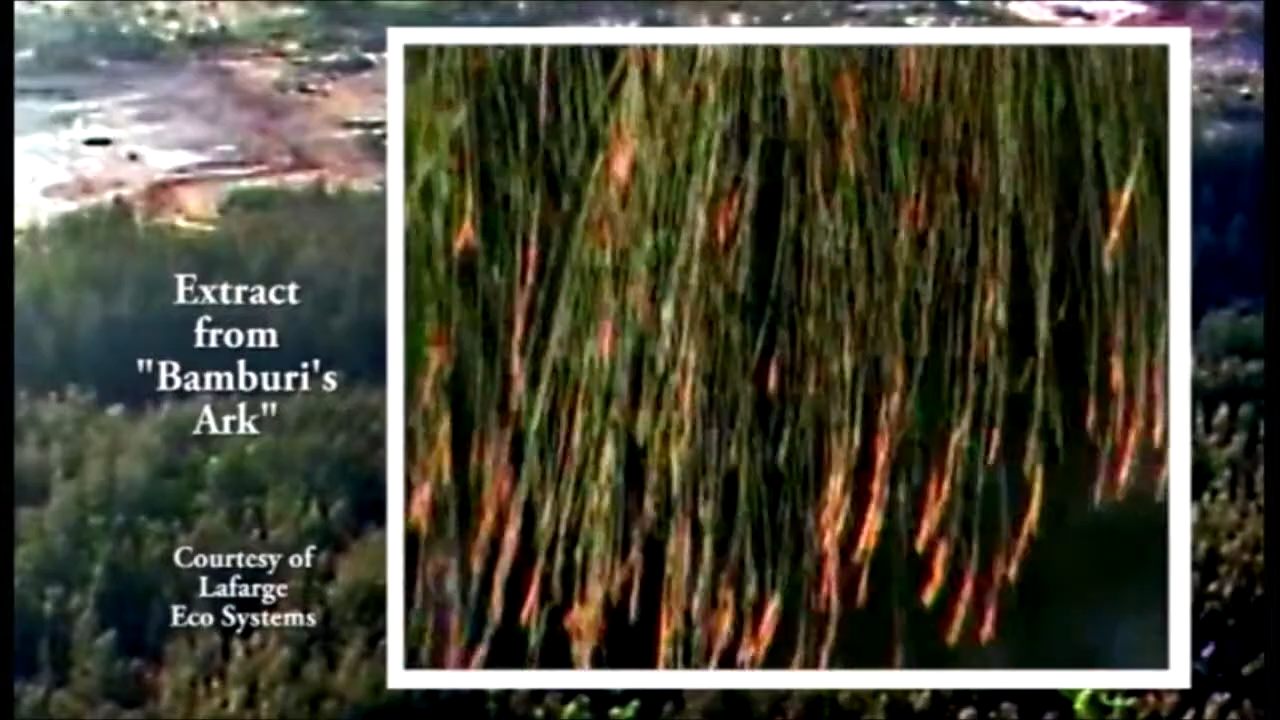 Extract
from
"Bamburi's
Ark"
Courtesy of
Lafarge
Eco Systems